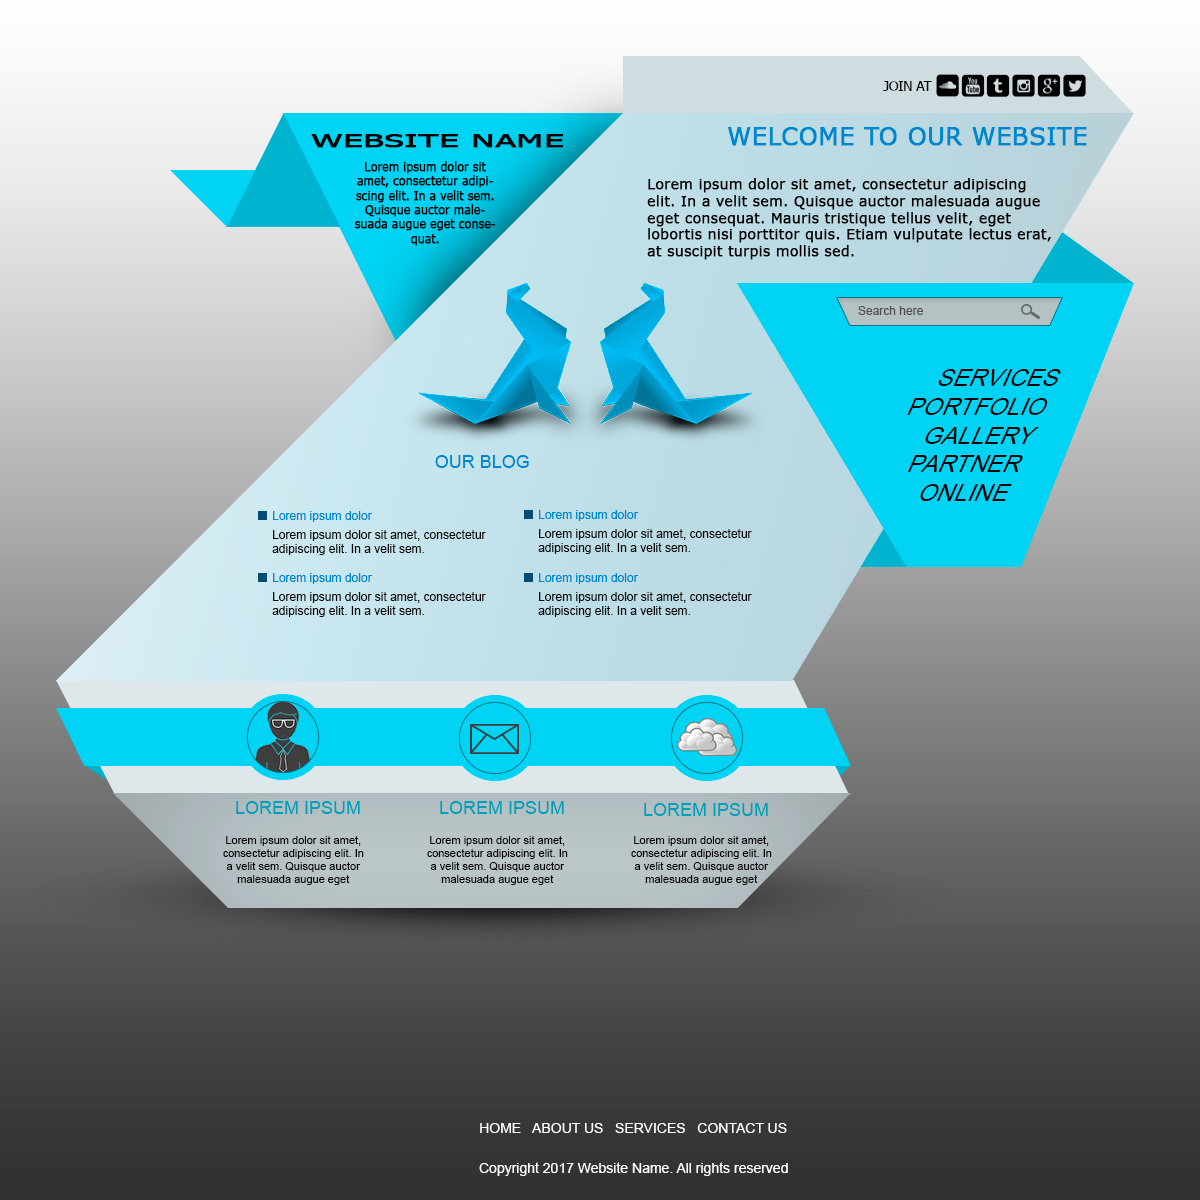 JOIN AT You Tube t g+
WEBSITE NAME
Lorem ipsum dolor sit
amet, consectetur adipi-
scing elit. In a velit sem.
Quisque auctor male-
suada augue eget conse-
quat.
WELCOME TO OUR WEBSITE
Lorem ipsum dolor sit amet, consectetur adipiscing
elit. In a velit sem. Quisque auctor malesuada augue
eget consequat. Mauris tristique tellus velit, eget
lobortis nisi porttitor quis. Etiam vulputate lectus erat,
at suscipit turpis mollis sed.
Search here
SERVICES
PORTFOLIO
GALLERY
PARTNER
ONLINE
OUR BLOG
Lorem ipsum dolor
Lorem ipsum dolor sit amet, consectetur
adipiscing elit. In a velit sem.
Lorem ipsum dolor
Lorem ipsum dolor sit amet, consectetur
adipiscing elit. In a velit sem.
Lorem ipsum dolor
Lorem ipsum dolor sit amet, consectetur
adipiscing elit. In a velit sem.
Lorem ipsum dolor
Lorem ipsum dolor sit amet, consectetur
adipiscing elit. In a velit sem.
LOREM IPSUM
Lorem ipsum dolor sit amet,
consectetur adipiscing elit. In
a velit sem. Quisque auctor
malesuada augue eget
LOREM IPSUM
Lorem ipsum dolor sit amet,
consectetur adipiscing elit. In
a velit sem. Quisque auctor
malesuada augue eget
LOREM IPSUM
Lorem ipsum dolor sit amet,
consectetur adipiscing elit. In
a velit sem. Quisque auctor
malesuada augue eget
HOME ABOUT US SERVICES CONTACT US
Copyright 2017 Website Name. All rights reserved